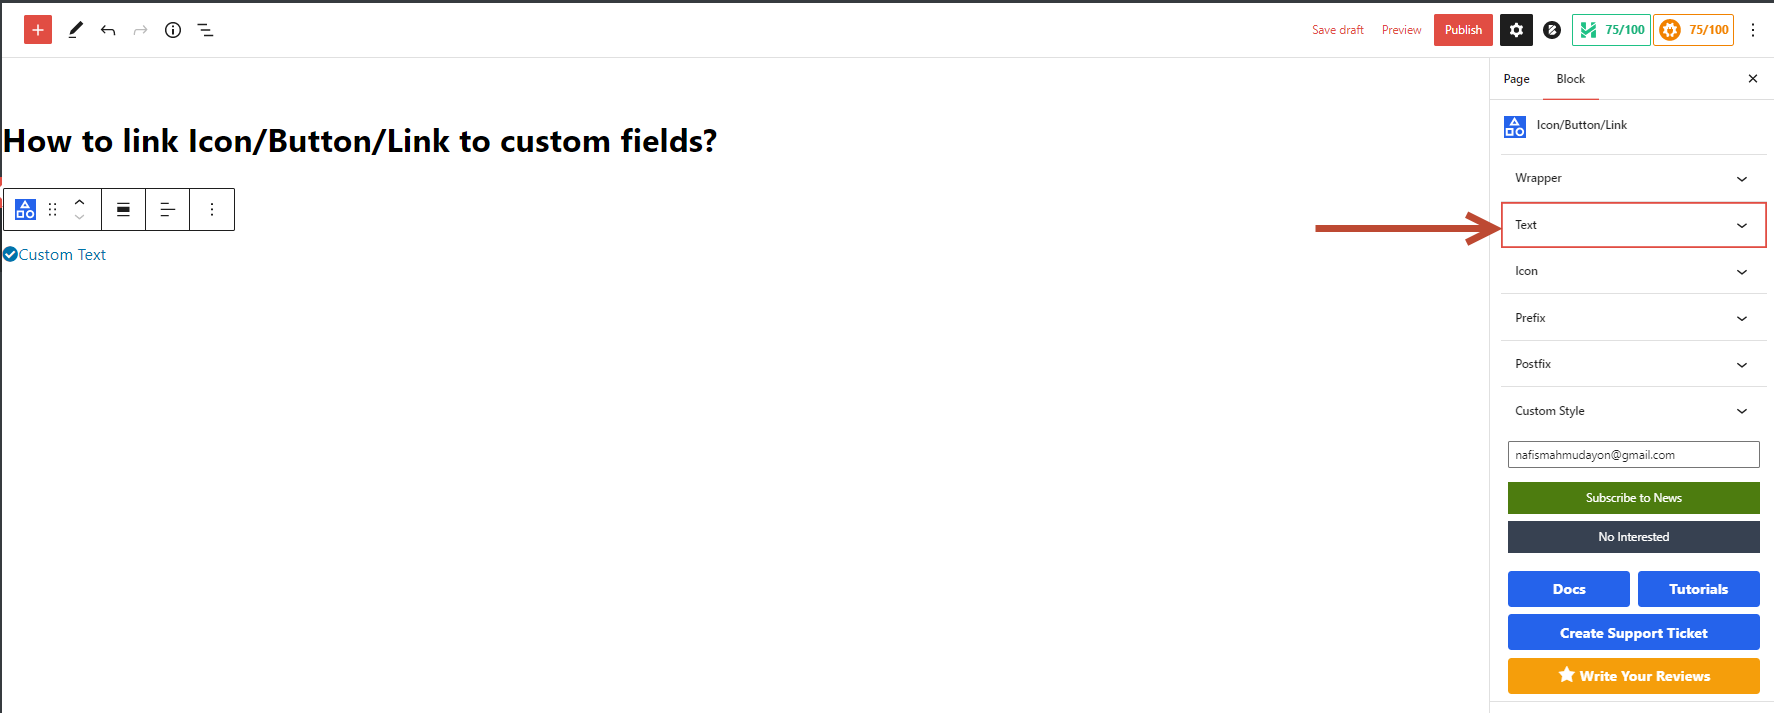 Save draft Preview Publish 75/100 75/100
Page Block
Icon/Button/Link
How to link Icon/Button/Link to custom fields?
Custom Text
Wrapper
Text
Icon
Prefix
Postfix
Custom Style
nafismahmudayon@gmail.com
Subscribe to News
No Interested
Docs Tutorials
Create Support Ticket
Write Your Reviews